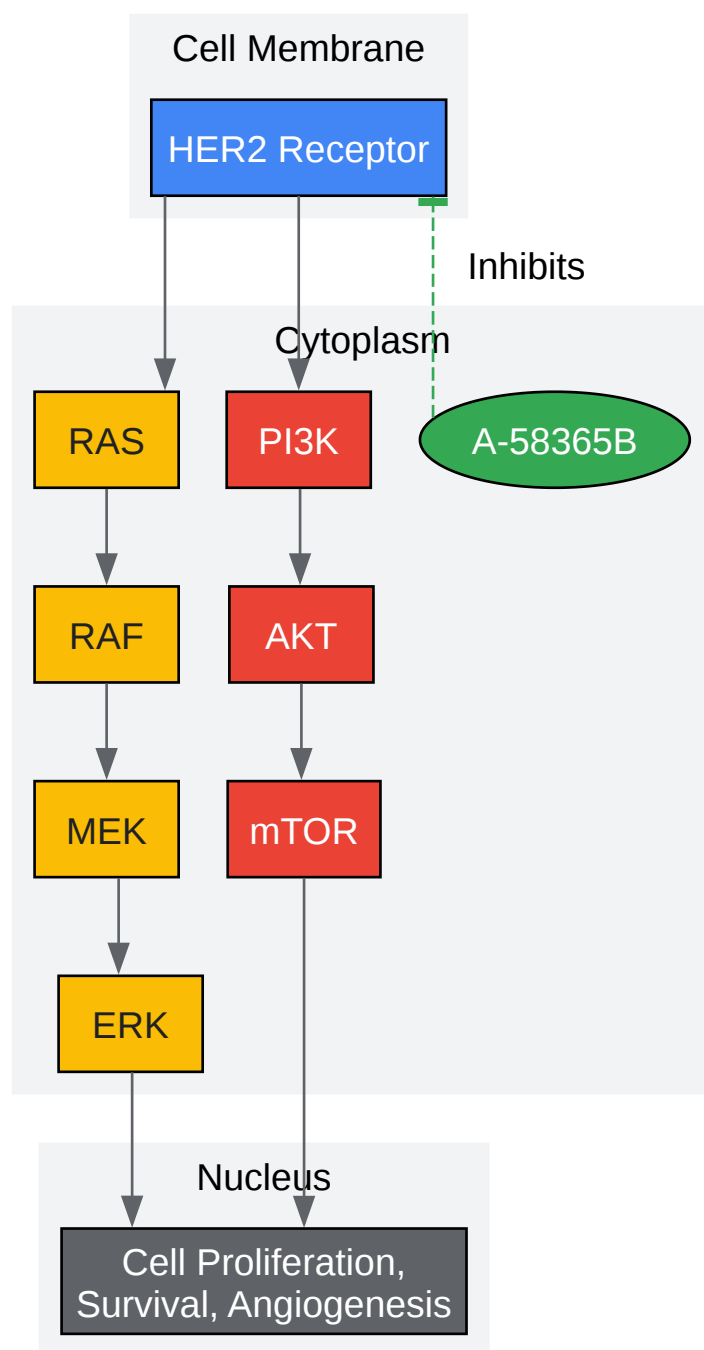 Cell Membrane
HER2 Receptor
Inhibits
Cytoplasm
RAS
PI3K
A-58365B
RAF
AKT
MEK
mTOR
ERK
Nucleus
Cell Proliferation,
Survival, Angiogenesis